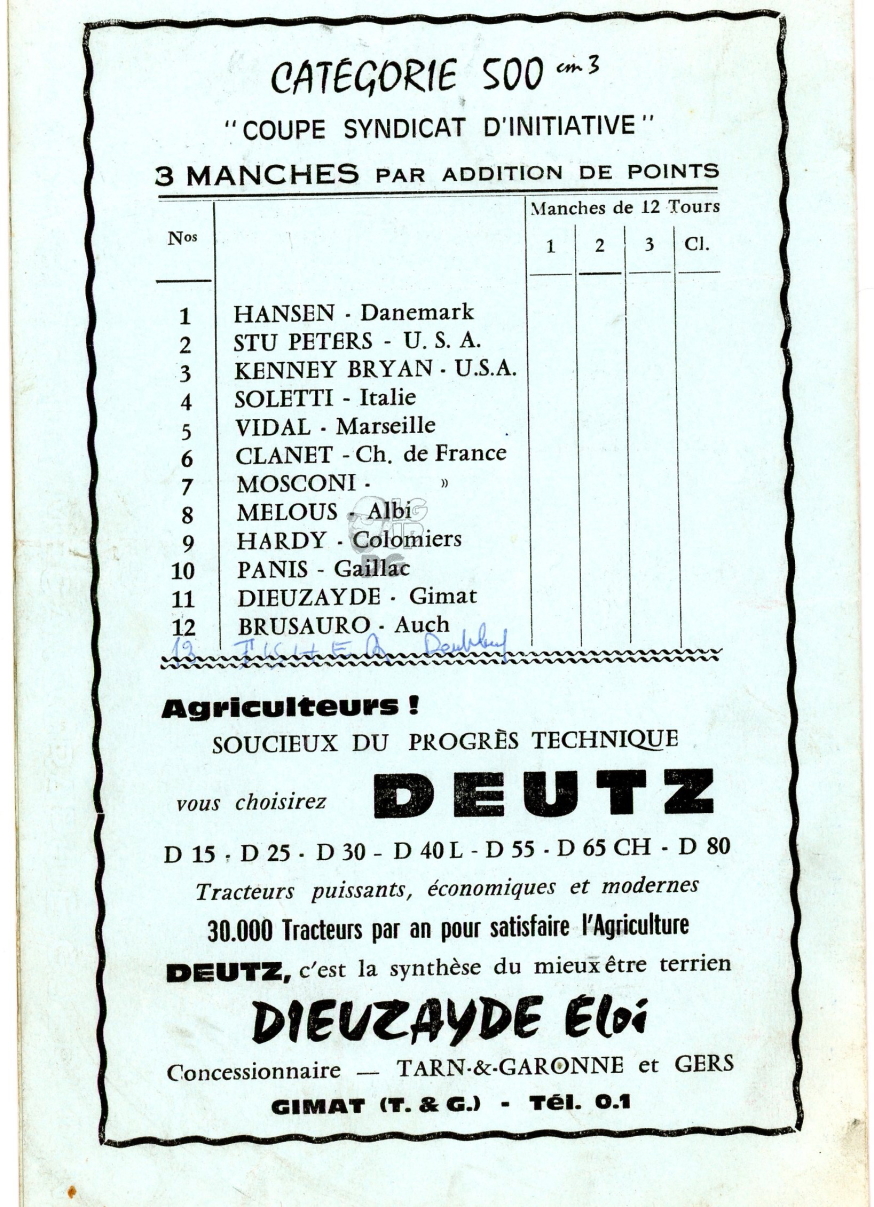 CATÉGORIE 500 cm3
"COUPE SYNDICAT D'INITIATIVE"
3 MANCHES PAR ADDITION DE POINTS
Nos
Manches de 12 Tours
1 2 3 Cl.
1 HANSEN - Danemark
2 STU PETERS - U. S. A.
3 KENNEY BRYAN - U.S.A.
4 SOLETTI - Italie
5 VIDAL - Marseille
6 CLANET - Ch. de France
7 MOSCONI - »
8 MELOUS - Albi
9 HARDY - Colomiers
10 PANIS - Gaillac
11 DIEUZAYDE - Gimat
12 BRUSAURO - Auch
13
Agriculteurs !
SOUCIEUX DU PROGRÈS TECHNIQUE
vous choisirez DEUTZ
D 15 - D 25 - D 30 - D 40 L - D 55 - D 65 CH - D 80
Tracteurs puissants, économiques et modernes
30.000 Tracteurs par an pour satisfaire l'Agriculture
DEUTZ, c'est la synthèse du mieux être terrien
DIEUZAYDE Éloi
Concessionnaire — TARN-&-GARONNE et GERS
GIMAT (T. & G.) - Tél. 0.1